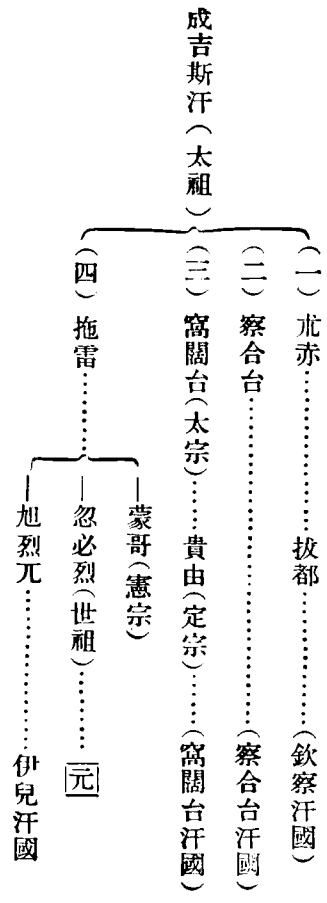 成吉斯汗(太祖)
(一)朮赤……………………拔都……………(欽察汗國)
(二)察合台…………………………………………(察合台汗國)
(三)窩闊台(太宗)……貴由(定宗)……(窩闊台汗國)
(四)拖雷……………
蒙哥(憲宗)
忽必烈(世祖)………元
旭烈兀………………伊兒汗國